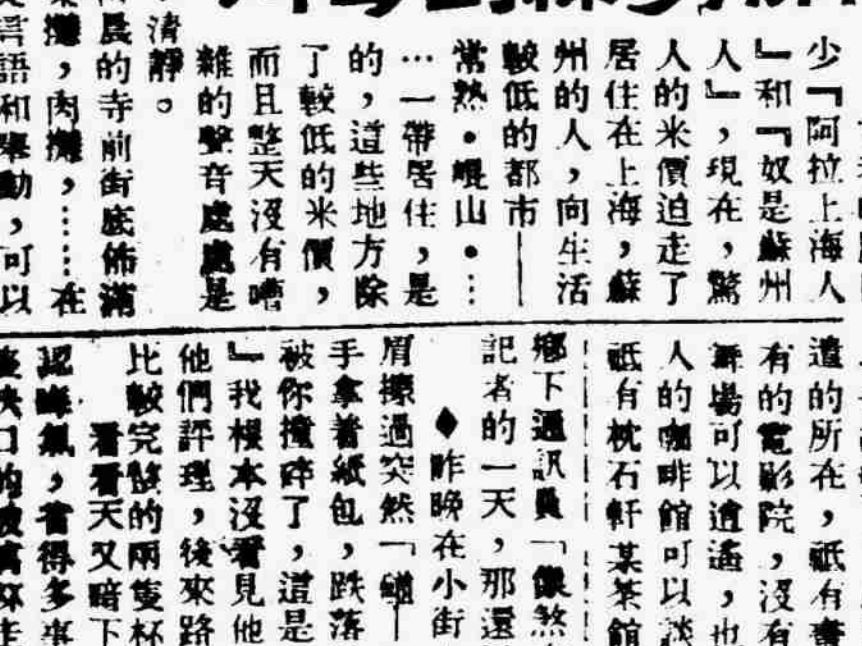 少『阿拉上海人
』和『奴是蘇州
人』，現在，驚
人的米價迫走了
居住在上海，蘇
州的人，向生活
較低的都市——
常熟・崐山・…
…一帶居住，是
的，這些地方除
了較低的米價，
而且整天沒有嘈
雜的聲音處處是
清靜。
晨的寺前街底佈滿
攤，肉攤，……在
言語和舉動，可以
遣的所在，祇有書
有的電影院，沒有
舞場可以逍遙，也
人的咖啡館可以談
祇有枕石軒某茶館
鄉下通訊員「像煞
記者的一天，那還
◆昨晚在小街
眉擦過突然「
手拿着紙包，跌落
被你撞碎了，這是
』我根本沒看見他
他們評理，後來路
比較完整的兩隻杯
看看天又暗下
認晦氣，省得多事